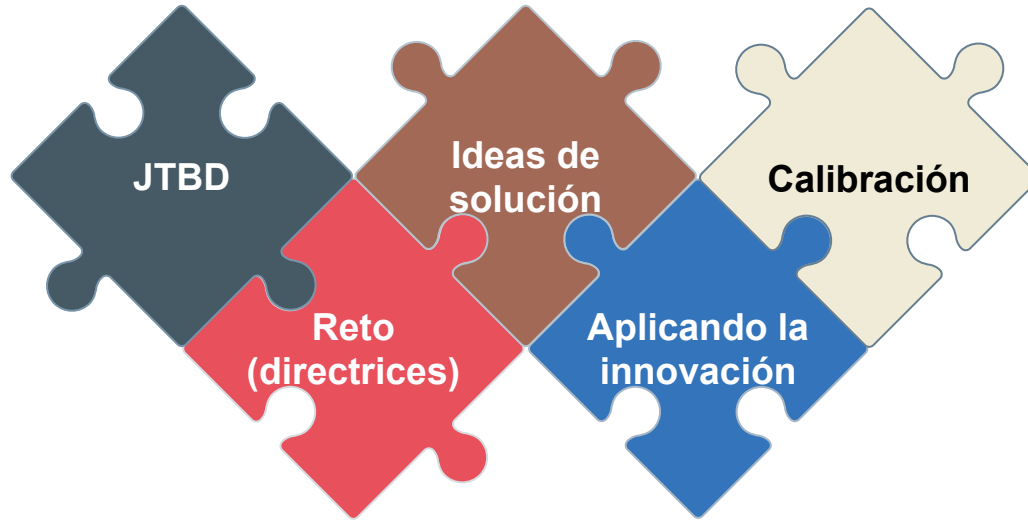 JTBD
Reto
(directrices)
Ideas de
solución
Aplicando la
innovación
Calibración